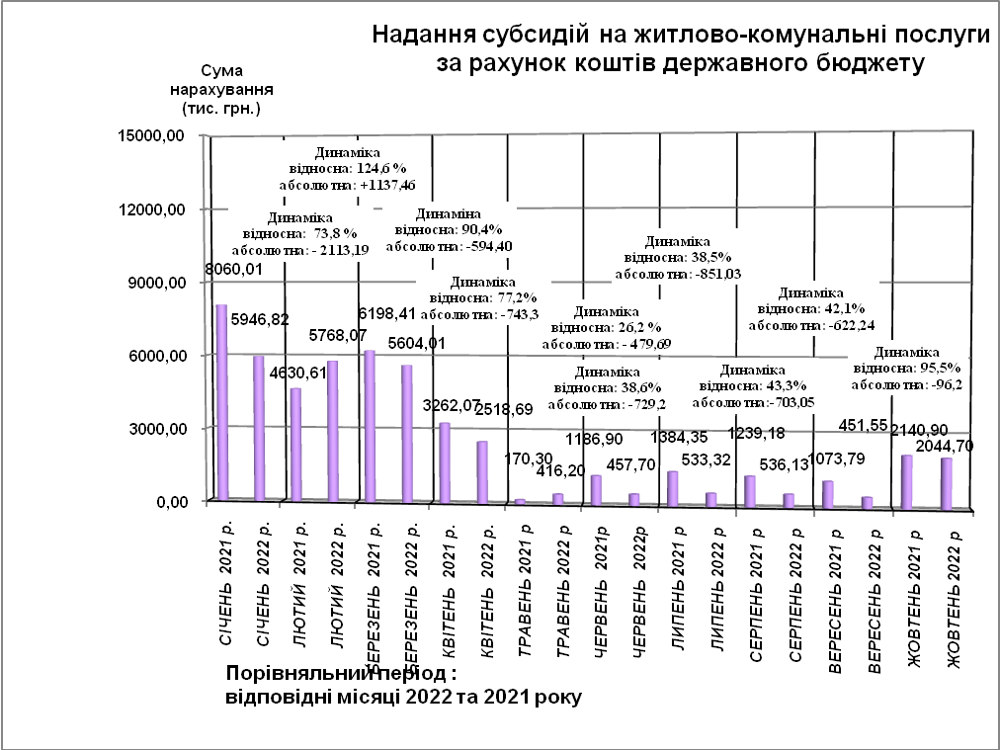 Надання субсидій на житлово-комунальні послуги
за рахунок коштів державного бюджету
Сума
нарахування
(тис. грн.)
15000,00
12000,00
9000,00
6000,00
3000,00
0,00
Динаміка
відносна: 124,6 %
абсолютна: +1137,46
Динаміка
відносна: 73,8 %
абсолютна: - 2113,19
Динаміна
відносна: 90,4%
абсолютна: -594,40
Динаміка
відносна: 77,2%
абсолютна: -743,3
Динаміка
відносна: 26,2 %
абсолютна: - 479,69
Динаміка
відносна: 38,6%
абсолютна: -729,2
Динаміка
відносна: 38,5%
абсолютна: -851,03
Динаміка
відносна: 43,3%
абсолютна:-703,05
Динаміка
відносна: 42,1%
абсолютна: -622,24
Динаміка
відносна: 95,5%
абсолютна: -96,2
8060,01
5946,82
4630,61
5768,07
6198,41
5604,01
3262,07
2518,69
170,30
416,20
1186,90
457,70
1384,35
533,32
1239,18
536,13
1073,79
451,55
2140,90
2044,70
СІЧЕНЬ 2021 р.
СІЧЕНЬ 2022 р.
ЛЮТИЙ 2021 р.
ЛЮТИЙ 2022 р.
БЕРЕЗЕНЬ 2021 р.
БЕРЕЗЕНЬ 2022 р.
КВІТЕНЬ 2021 р.
КВІТЕНЬ 2022 р.
ТРАВЕНЬ 2021 р
ТРАВЕНЬ 2022 р
ЧЕРВЕНЬ 2021р
ЧЕРВЕНЬ 2022р
ЛИПЕНЬ 2021 р
ЛИПЕНЬ 2022 р
СЕРПЕНЬ 2021 р
СЕРПЕНЬ 2022 р
ВЕРЕСЕНЬ 2021 р
ВЕРЕСЕНЬ 2022 р
ЖОВТЕНЬ 2021 р
ЖОВТЕНЬ 2022 р
Порівняльний період :
відповідні місяці 2022 та 2021 року